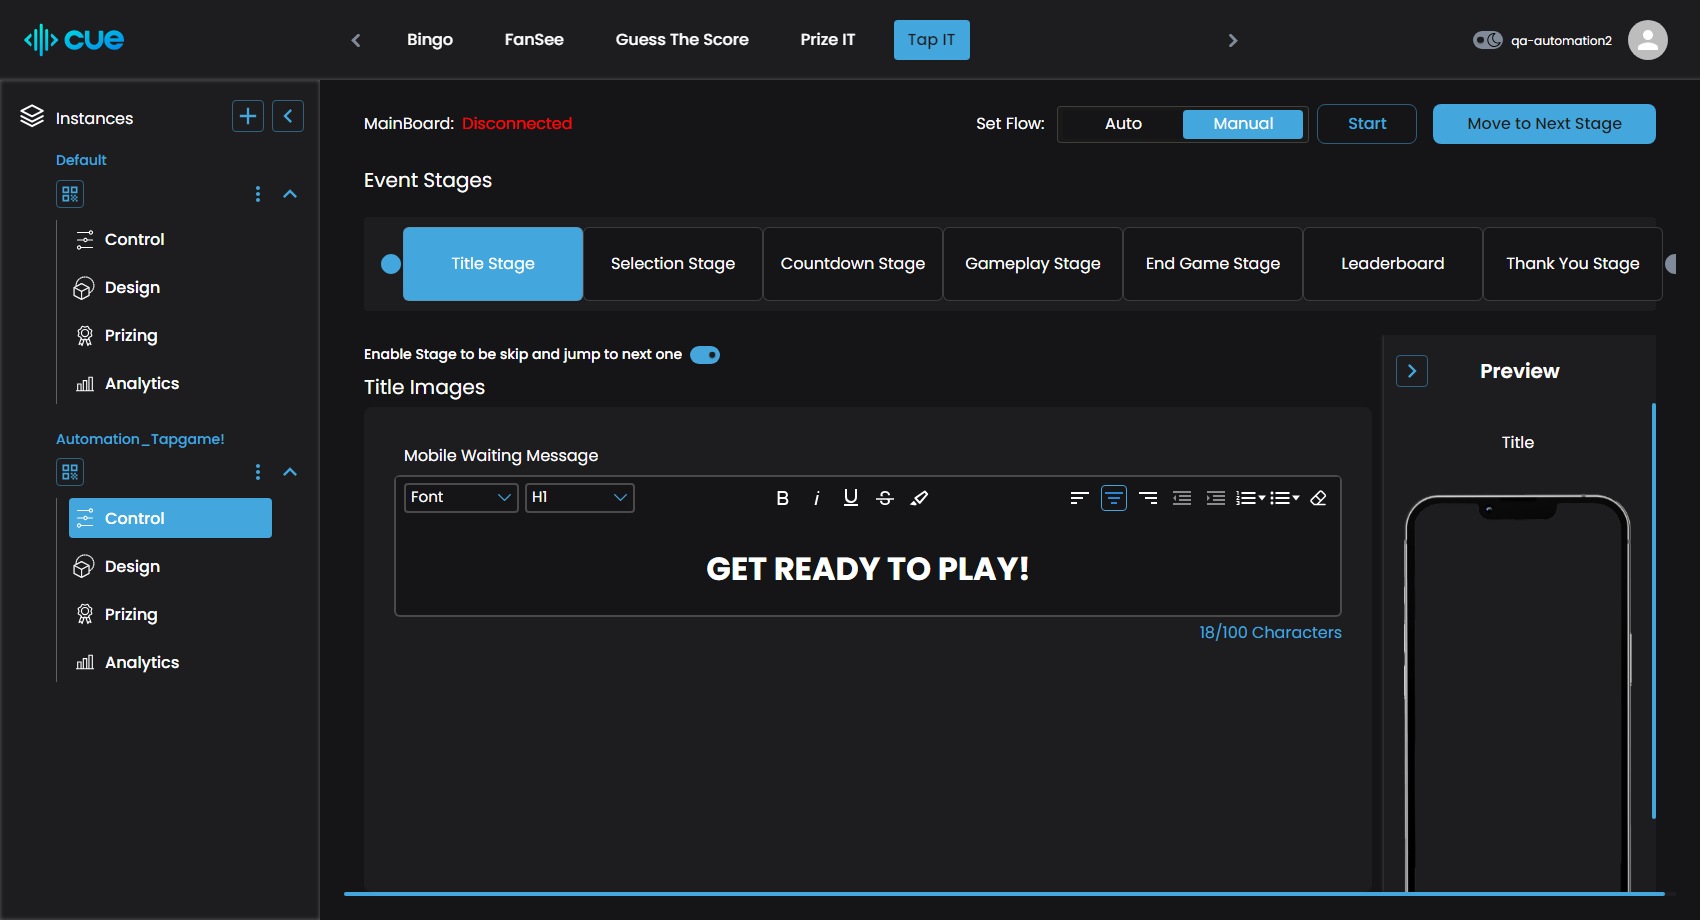 cue
Bingo
FanSee
Guess The Score
Prize IT
Tap IT
qa-automation2
Instances
Default
Control
Design
Prizing
Analytics
Automation_Tapgame!
Control
Design
Prizing
Analytics
MainBoard: Disconnected
Set Flow:
Auto
Manual
Start
Move to Next Stage
Event Stages
Title Stage
Selection Stage
Countdown Stage
Gameplay Stage
End Game Stage
Leaderboard
Thank You Stage
Enable Stage to be skip and jump to next one
Title Images
Mobile Waiting Message
Font
H1
B
i
U
S
GET READY TO PLAY!
18/100 Characters
Preview
Title